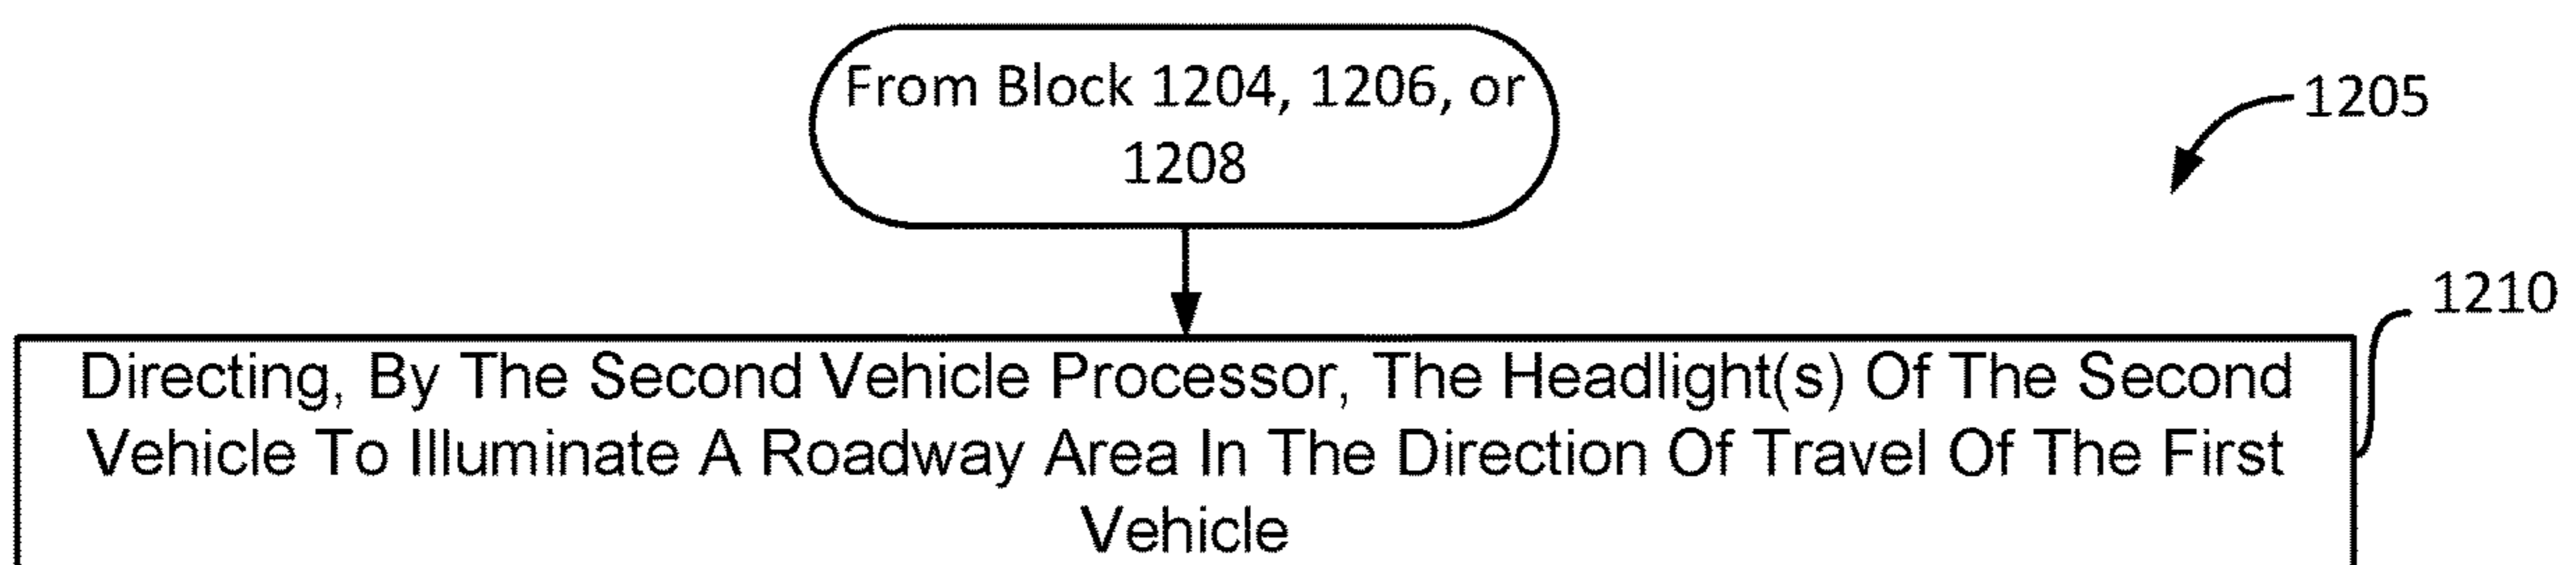 From Block 1204, 1206, or
1208
1205
1210
Directing, By The Second Vehicle Processor, The Headlight(s) Of The Second
Vehicle To Illuminate A Roadway Area In The Direction Of Travel Of The First
Vehicle